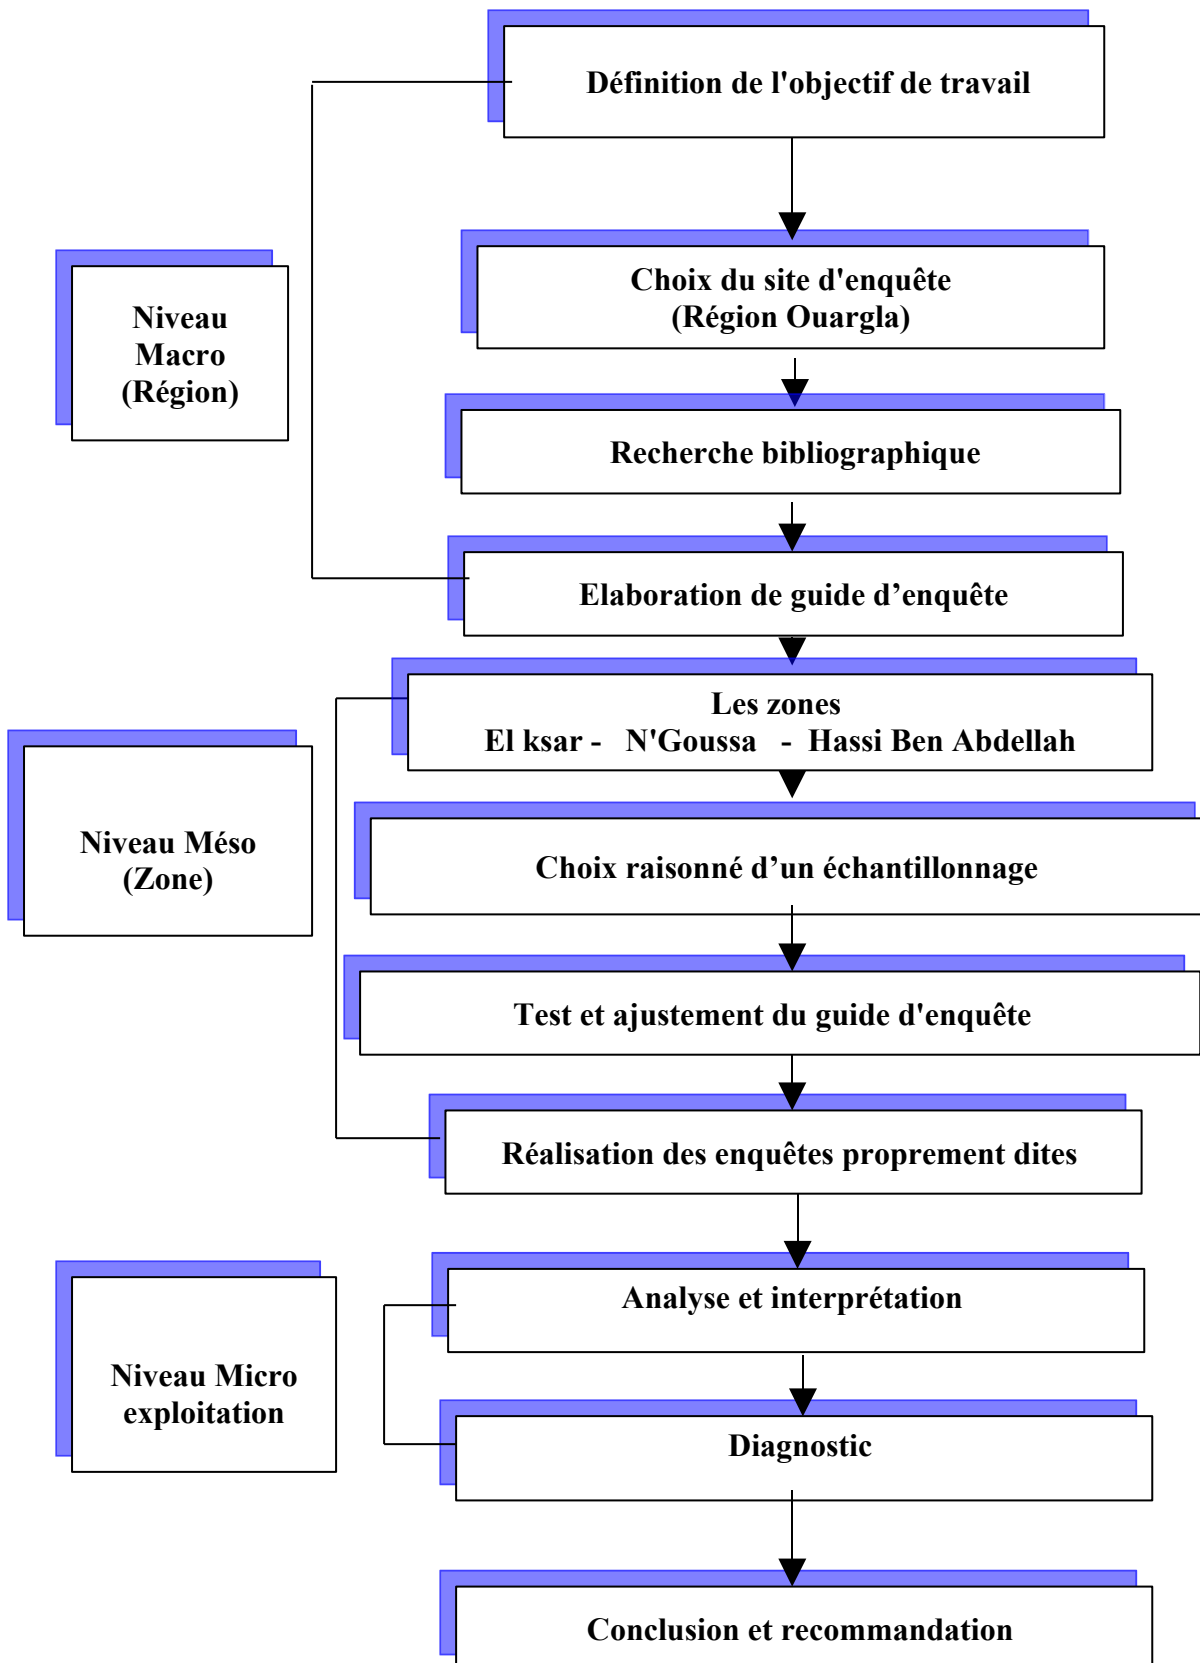 Définition de l'objectif de travail
Choix du site d'enquête
(Région Ouargla)
Niveau
Macro
(Région)
Recherche bibliographique
Elaboration de guide d’enquête
Les zones
El ksar - N'Goussa - Hassi Ben Abdellah
Niveau Méso
(Zone)
Choix raisonné d’un échantillonnage
Test et ajustement du guide d'enquête
Réalisation des enquêtes proprement dites
Analyse et interprétation
Niveau Micro
exploitation
Diagnostic
Conclusion et recommandation